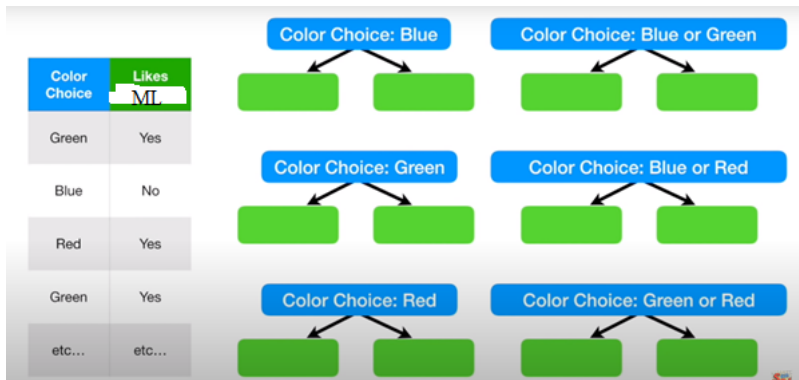 Color Choice: Blue
Color Choice: Blue or Green
Color Choice
Likes ML
Green Yes
Blue No
Red Yes
Green Yes
etc... etc...
Color Choice: Green
Color Choice: Blue or Red
Color Choice: Red
Color Choice: Green or Red